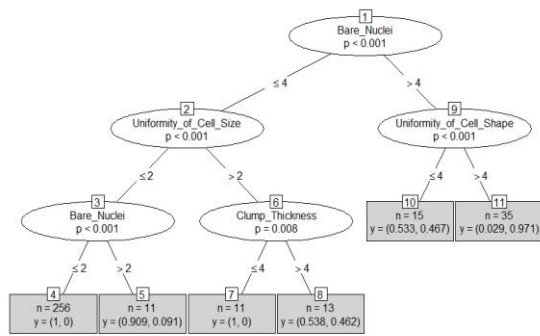 1
Bare_Nuclei
p < 0.001
≤ 4
> 4
2
Uniformity_of_Cell_Size
p < 0.001
9
Uniformity_of_Cell_Shape
p < 0.001
≤ 2
> 2
≤ 4
> 4
3
Bare_Nuclei
p < 0.001
6
Clump_Thickness
p = 0.008
10
n = 15
y = (0.533, 0.467)
11
n = 35
y = (0.029, 0.971)
≤ 2
> 2
≤ 4
> 4
4
n = 256
y = (1, 0)
5
n = 11
y = (0.909, 0.091)
7
n = 11
y = (1, 0)
8
n = 13
y = (0.538, 0.462)